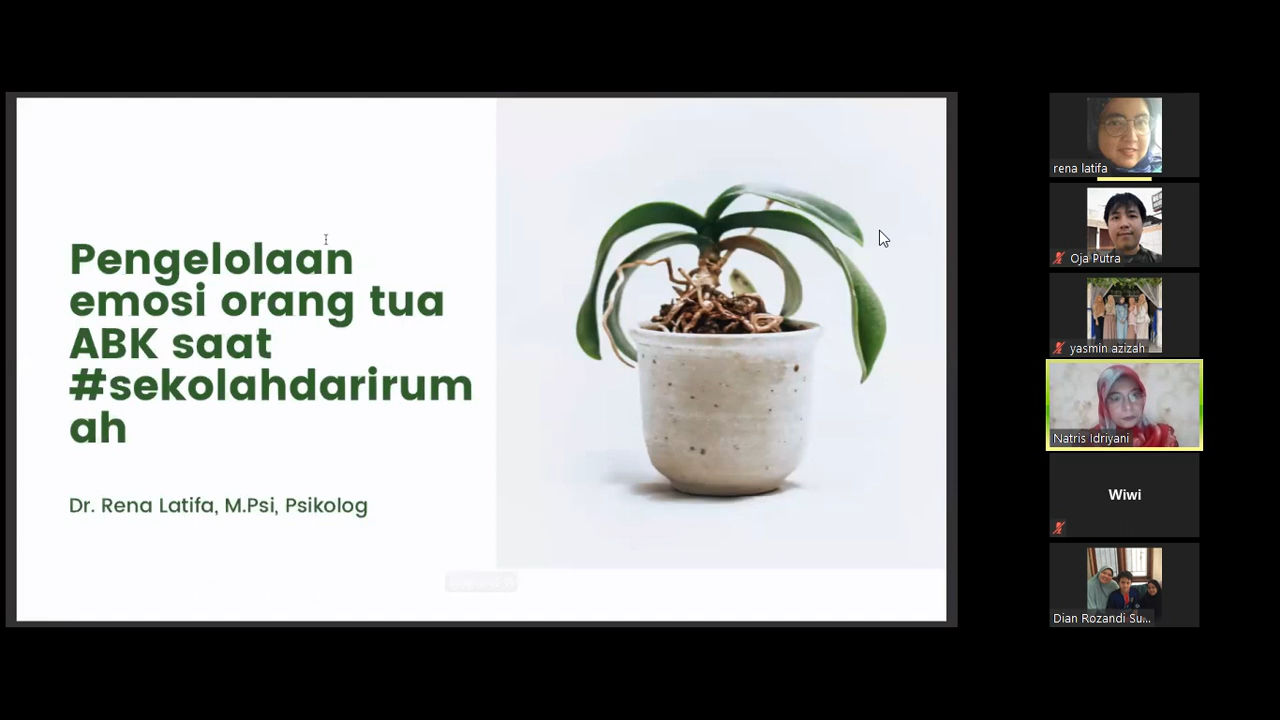 Pengelolaan
emosi orang tua
ABK saat
#sekolahdarirum
ah
Dr. Rena Latifa, M.Psi, Psikolog
rena latifa
Oja Putra
yasmin azizah
Natris Idriyani
Wiwi
Dian Rozandi Su...